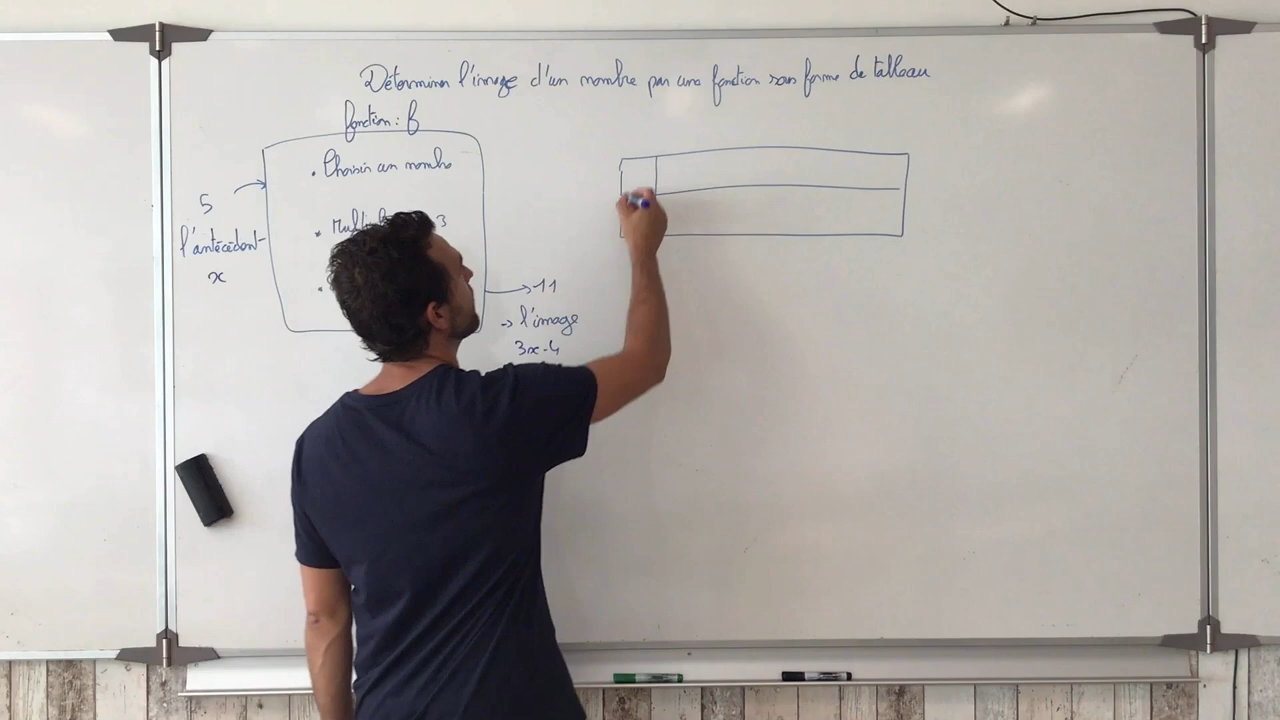 Déterminer l'image d'un nombre par une fonction sous forme de tableau
fonction : f
. Choisir un nombre
5
3
l'antécédent
x
11
→ l'image
3x-4